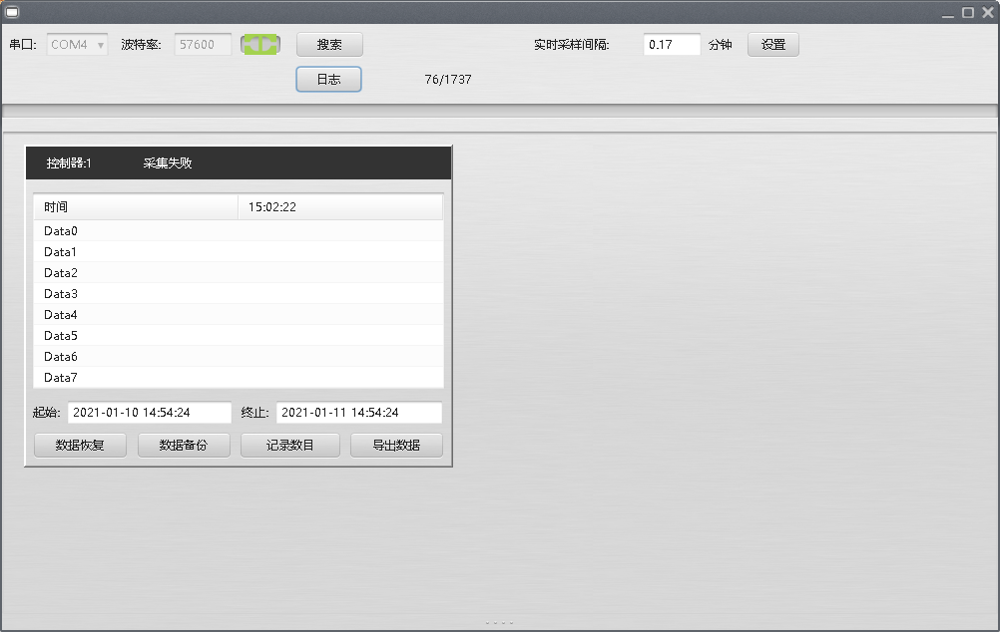 串口: COM4 波特率: 57600 搜索 实时采样间隔: 0.17 分钟 设置
日志 76/1737
控制器:1 采集失败
时间 15:02:22
Data0
Data1
Data2
Data3
Data4
Data5
Data6
Data7
起始: 2021-01-10 14:54:24 终止: 2021-01-11 14:54:24
数据恢复 数据备份 记录数目 导出数据